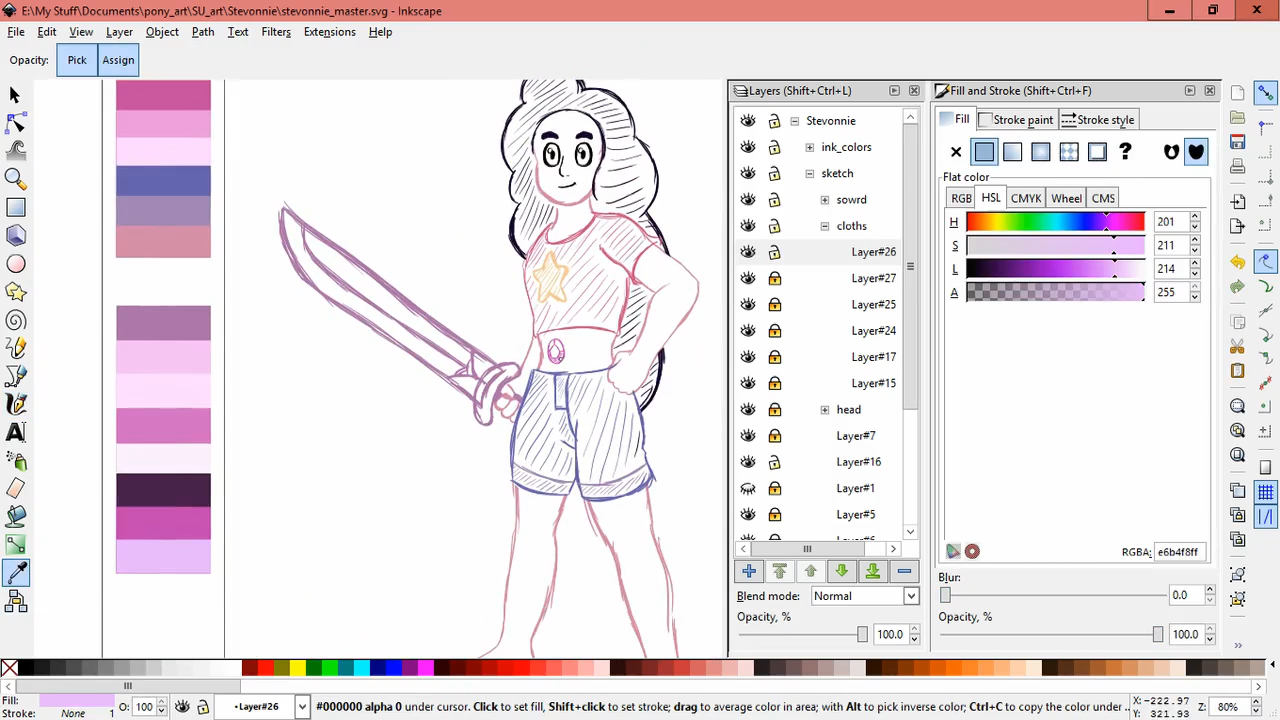 E:\My Stuff\Documents\pony_art\SU_art\Stevonnie\stevonnie_master.svg - Inkscape
File Edit View Layer Object Path Text Filters Extensions Help
Opacity: Pick Assign
Layers (Shift+Ctrl+L)
Stevonnie
ink_colors
sketch
sowrd
cloths
Layer#26
Layer#27
Layer#25
Layer#24
Layer#17
Layer#15
head
Layer#7
Layer#16
Layer#1
Layer#5
Blend mode: Normal
Opacity, %
100.0
Fill and Stroke (Shift+Ctrl+F)
Fill Stroke paint Stroke style
?
Flat color
RGB HSL CMYK Wheel CMS
H 201
S 211
L 214
A 255
RGBA: e6b4f8ff
Blur:
0.0
Opacity, %
100.0
Fill:
Stroke: None 1
O: 100
•Layer#26
#000000 alpha 0 under cursor. Click to set fill, Shift+click to set stroke; drag to average color in area; with Alt to pick inverse color; Ctrl+C to copy the color under ..
X: -222.97
Y: 321.93
Z: 80%